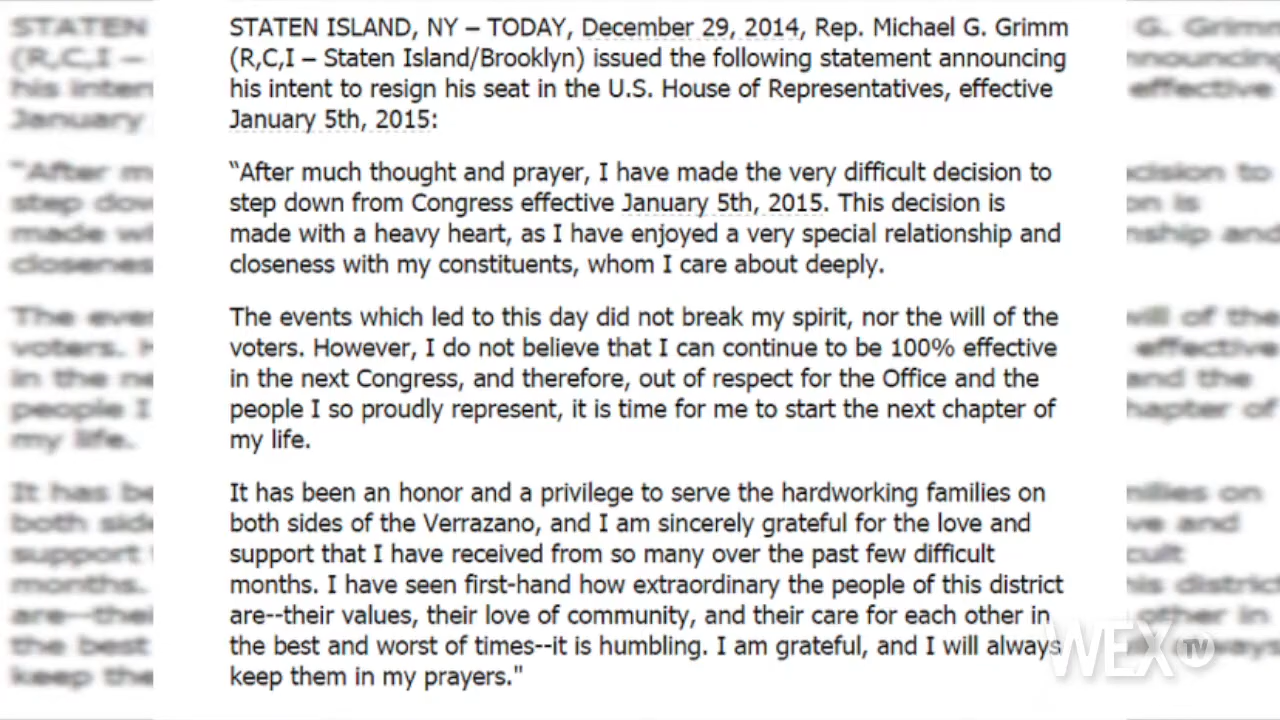 STATEN ISLAND, NY – TODAY, December 29, 2014, Rep. Michael G. Grimm
(R,C,I – Staten Island/Brooklyn) issued the following statement announcing
his intent to resign his seat in the U.S. House of Representatives, effective
January 5th, 2015:
“After much thought and prayer, I have made the very difficult decision to
step down from Congress effective January 5th, 2015. This decision is
made with a heavy heart, as I have enjoyed a very special relationship and
closeness with my constituents, whom I care about deeply.
The events which led to this day did not break my spirit, nor the will of the
voters. However, I do not believe that I can continue to be 100% effective
in the next Congress, and therefore, out of respect for the Office and the
people I so proudly represent, it is time for me to start the next chapter of
my life.
It has been an honor and a privilege to serve the hardworking families on
both sides of the Verrazano, and I am sincerely grateful for the love and
support that I have received from so many over the past few difficult
months. I have seen first-hand how extraordinary the people of this district
are--their values, their love of community, and their care for each other in
the best and worst of times--it is humbling. I am grateful, and I will always
keep them in my prayers."
WEX TV